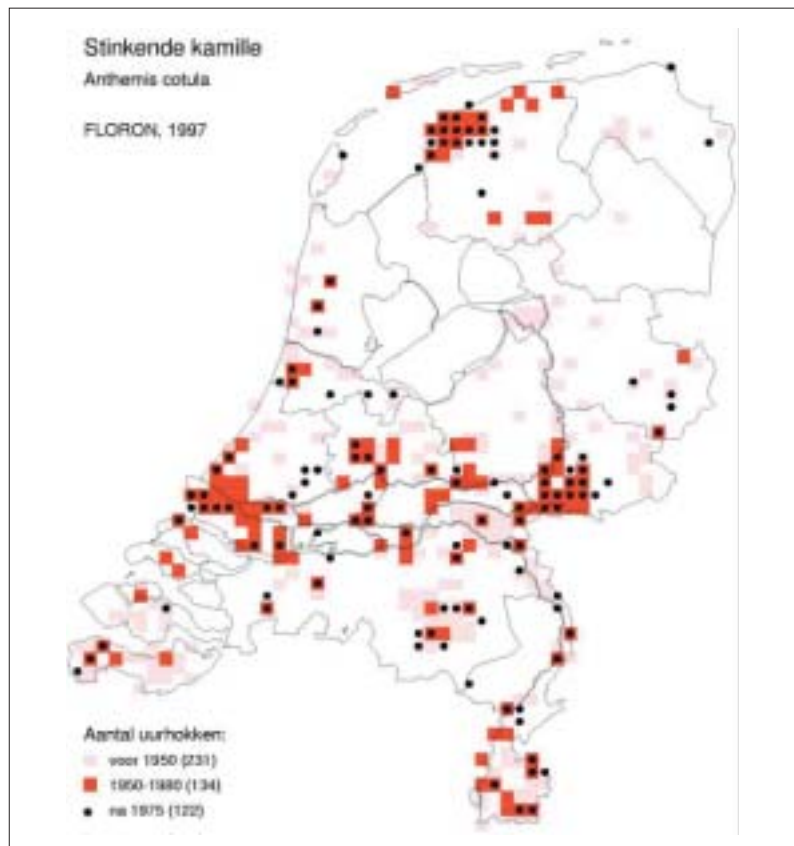 Stinkende kamille
Anthemis cotula
FLORON, 1997
Aantal uurhokken:
voor 1950 (231)
1950-1980 (134)
na 1975 (122)